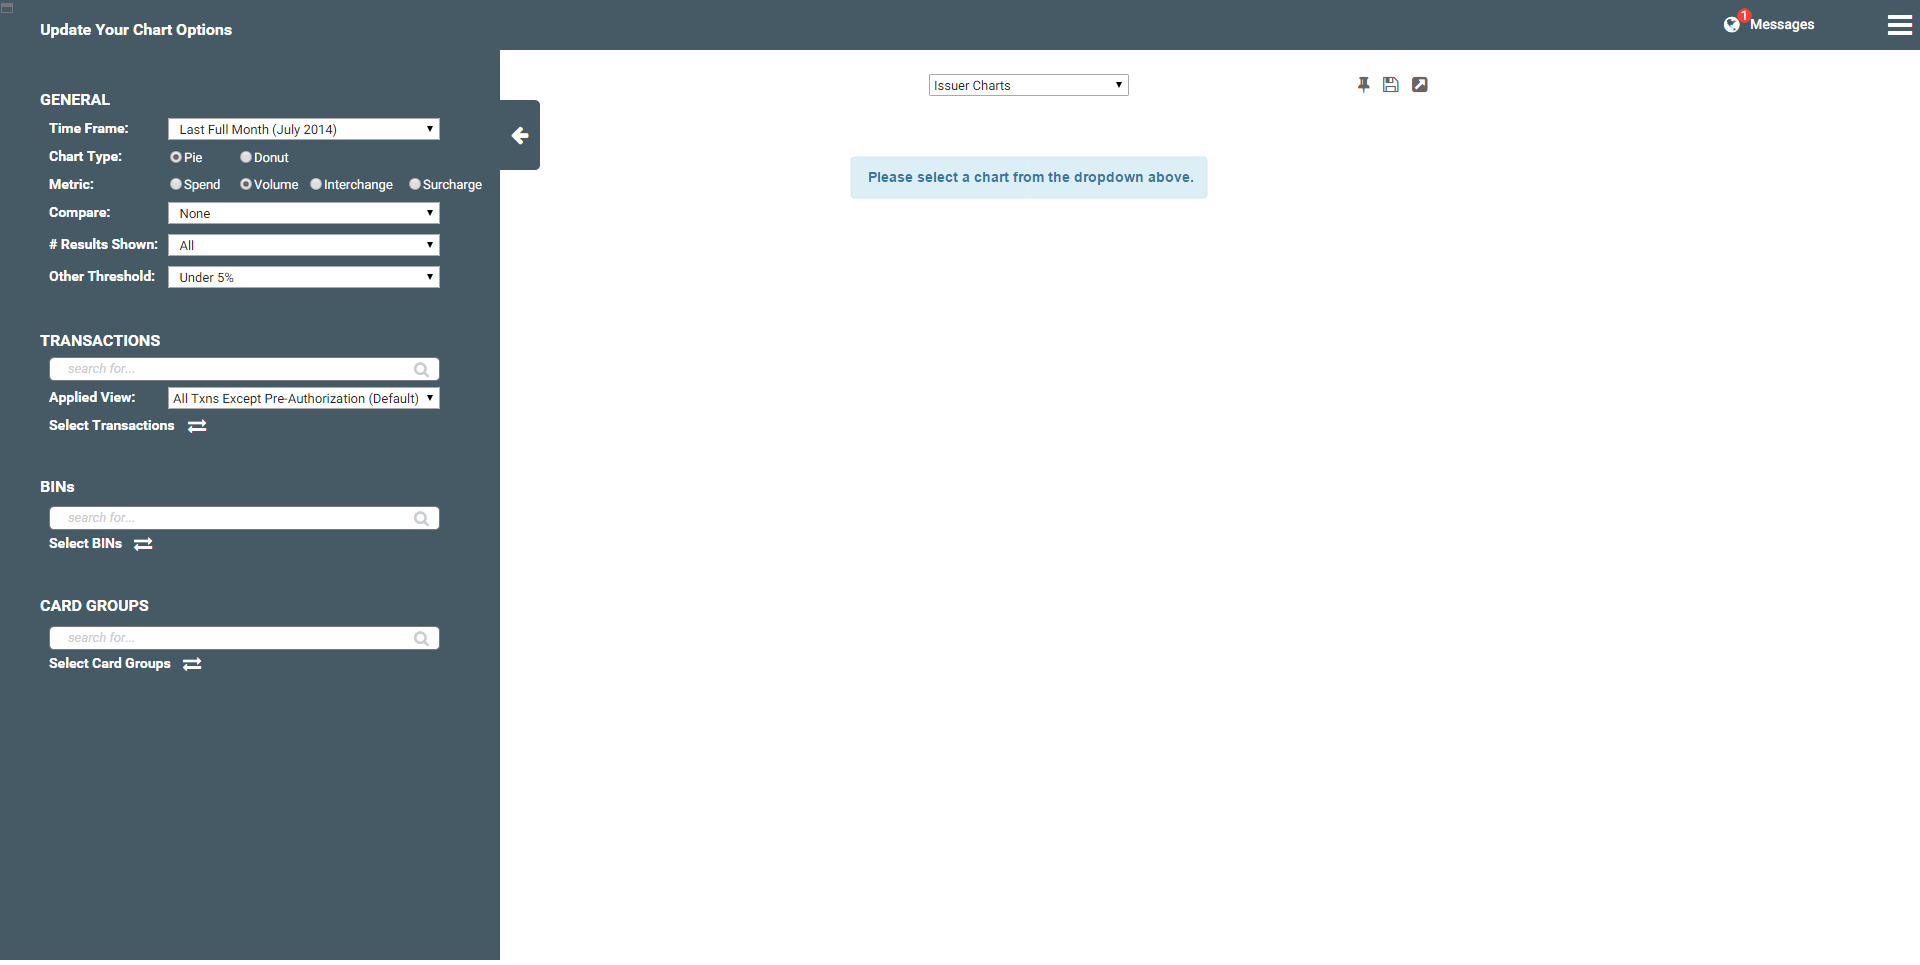 Update Your Chart Options
1
Messages
Issuer Charts
Please select a chart from the dropdown above.
GENERAL
Time Frame: Last Full Month (July 2014)
Chart Type: Pie Donut
Metric: Spend Volume Interchange Surcharge
Compare: None
# Results Shown: All
Other Threshold: Under 5%
TRANSACTIONS
search for...
Applied View: All Txns Except Pre-Authorization (Default)
Select Transactions
BINs
search for...
Select BINs
CARD GROUPS
search for...
Select Card Groups